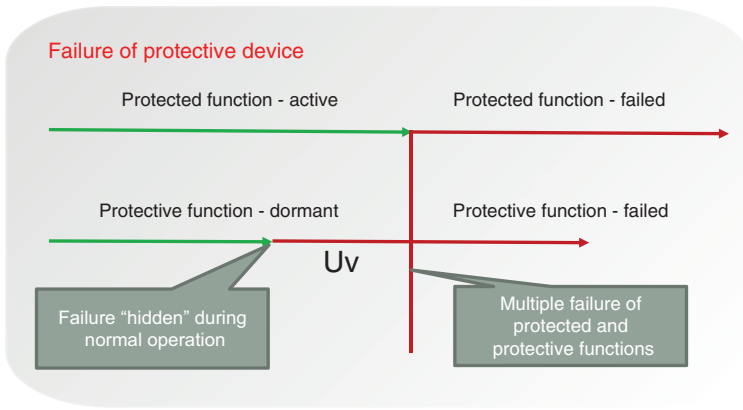 Failure of protective device
Protected function - active
Protected function - failed
Protective function - dormant
Protective function - failed
Uv
Failure “hidden” during
normal operation
Multiple failure of
protected and
protective functions